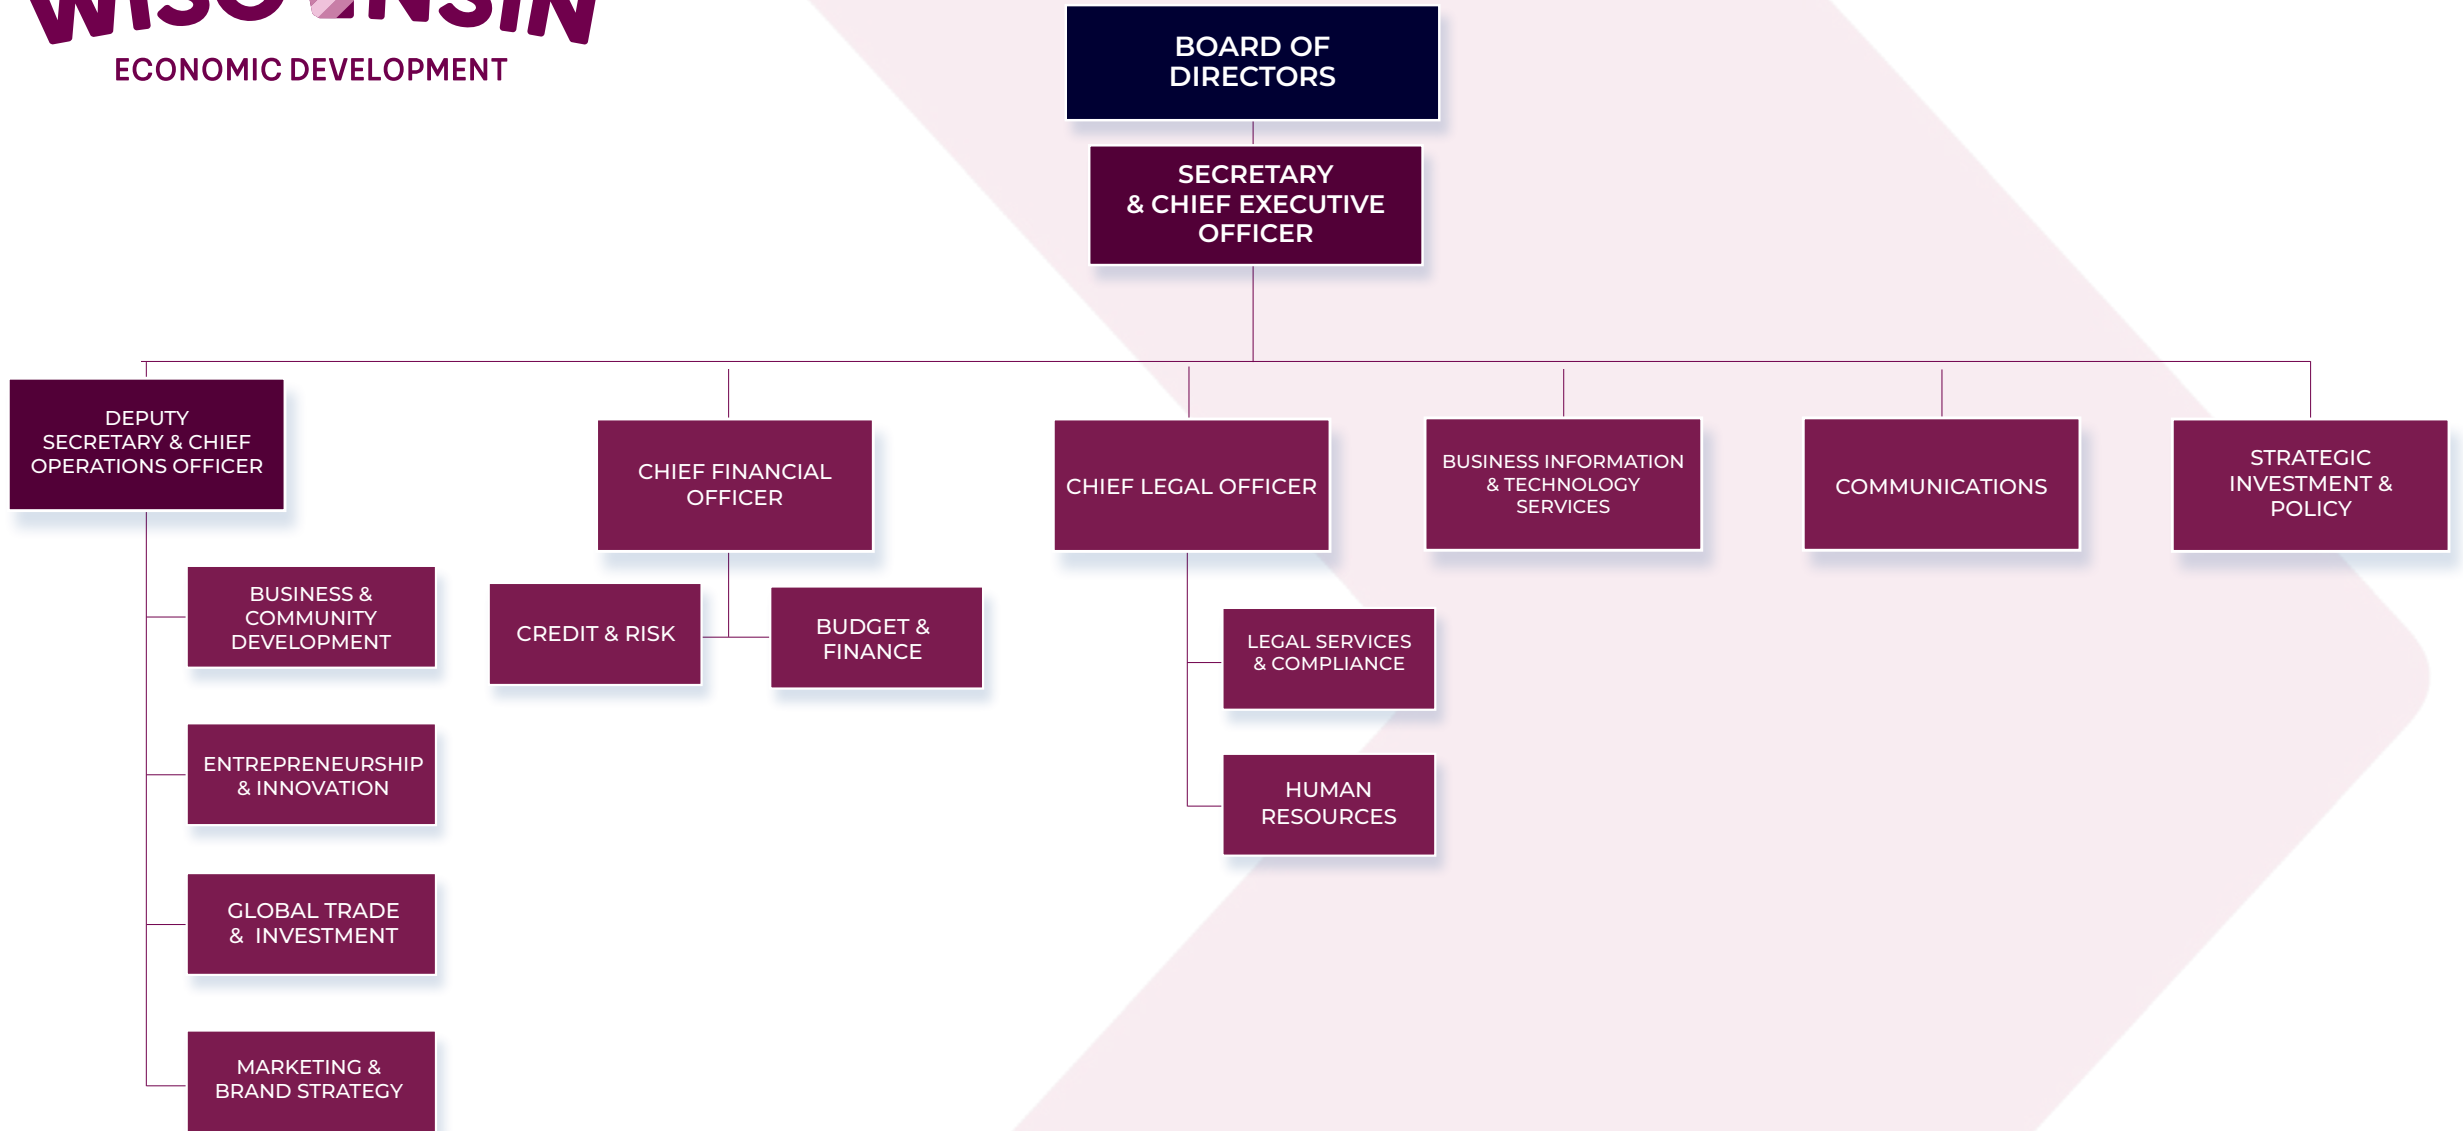 WISCONSIN
ECONOMIC DEVELOPMENT
BOARD OF
DIRECTORS
SECRETARY
& CHIEF EXECUTIVE
OFFICER
DEPUTY
SECRETARY & CHIEF
OPERATIONS OFFICER
CHIEF FINANCIAL
OFFICER
CHIEF LEGAL OFFICER
BUSINESS INFORMATION
& TECHNOLOGY
SERVICES
COMMUNICATIONS
STRATEGIC
INVESTMENT &
POLICY
BUSINESS &
COMMUNITY
DEVELOPMENT
CREDIT & RISK
BUDGET &
FINANCE
LEGAL SERVICES
& COMPLIANCE
ENTREPRENEURSHIP
& INNOVATION
HUMAN
RESOURCES
GLOBAL TRADE
& INVESTMENT
MARKETING &
BRAND STRATEGY